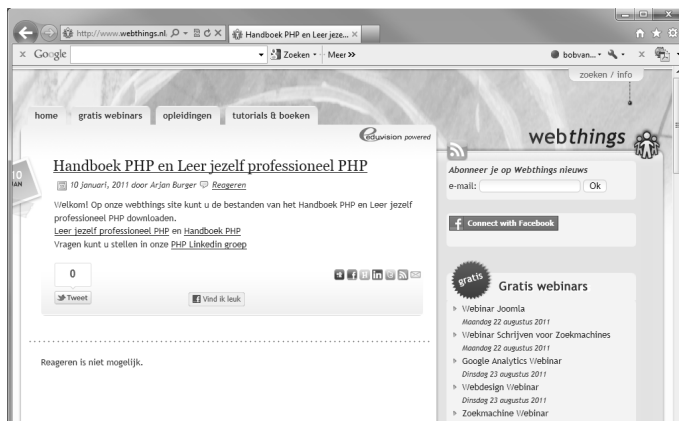 http://www.webthings.nl.
Handboek PHP en Leer jeze...
Google
Zoeken
Meer >>
bobvan...
zoeken / info
home
gratis webinars
opleidingen
tutorials & boeken
eduvision powered
webthings
10
JAN
Handboek PHP en Leer jezelf professioneel PHP
10 januari, 2011 door Arjan Burger Reageren
Welkom! Op onze webthings site kunt u de bestanden van het Handboek PHP en Leer jezelf
professioneel PHP downloaden.
Leer jezelf professioneel PHP en Handboek PHP
Vragen kunt u stellen in onze PHP Linkedin groep
0
Tweet
Vind ik leuk
Reageren is niet mogelijk.
Abonneer je op Webthings nieuws
e-mail:
Ok
Connect with Facebook
gratis
Gratis webinars
Webinar Joomla
Maandag 22 augustus 2011
Webinar Schrijven voor Zoekmachines
Maandag 22 augustus 2011
Google Analytics Webinar
Dinsdag 23 augustus 2011
Webdesign Webinar
Dinsdag 23 augustus 2011
Zoekmachine Webinar